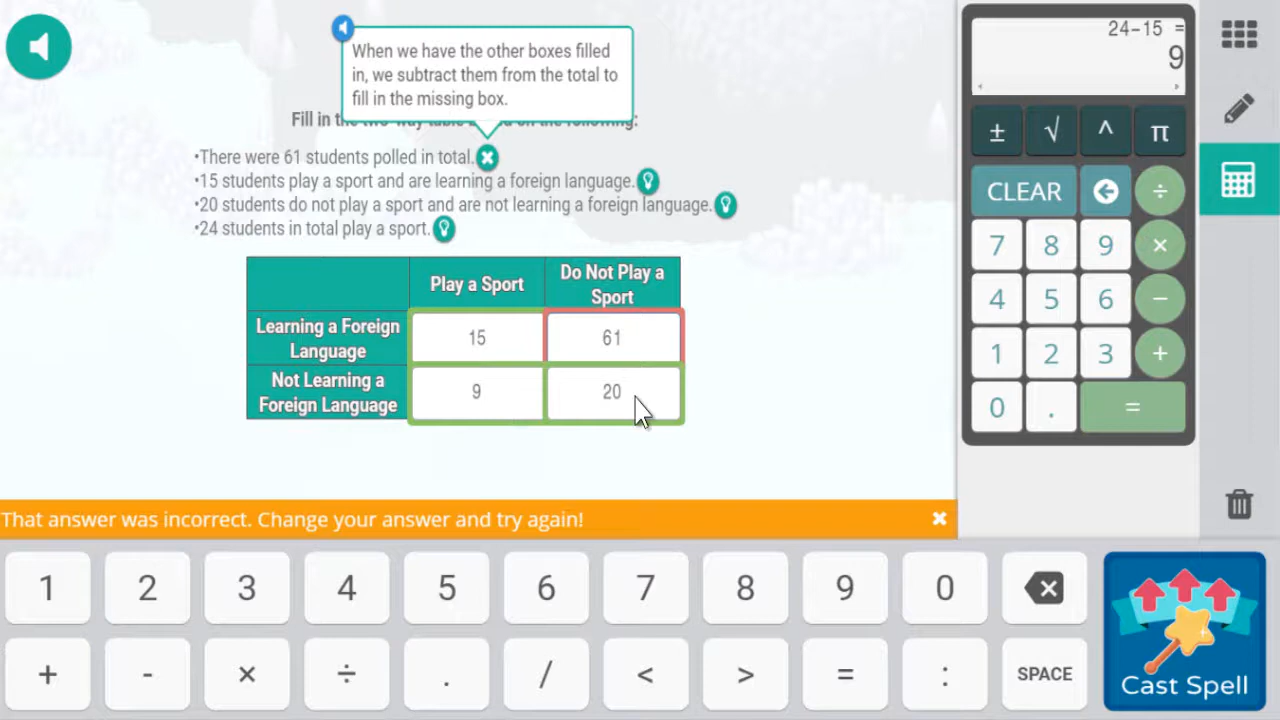 When we have the other boxes filled
in, we subtract them from the total to
fill in the missing box.
Fill in the two-way table based on the following:
•There were 61 students polled in total.
•15 students play a sport and are learning a foreign language.
•20 students do not play a sport and are not learning a foreign language.
•24 students in total play a sport.
Play a Sport
Do Not Play a
Sport
Learning a Foreign
Language
15
61
Not Learning a
Foreign Language
9
20
That answer was incorrect. Change your answer and try again!
24-15 =
9
± √ ^ π
CLEAR ÷
7 8 9 ×
4 5 6 −
1 2 3 +
0 . =
1 2 3 4 5 6 7 8 9 0
+ - × ÷ . / < > = : SPACE
Cast Spell